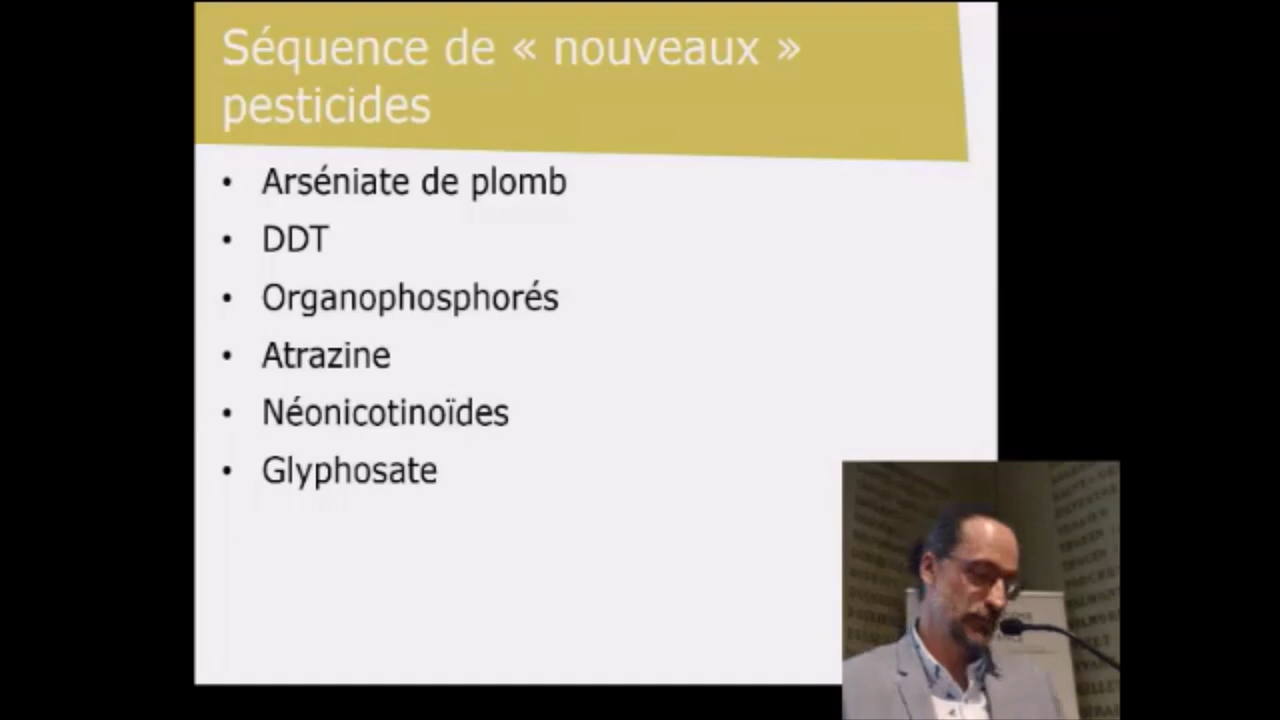 Séquence de « nouveaux »
pesticides
• Arséniate de plomb
• DDT
• Organophosphorés
• Atrazine
• Néonicotinoïdes
• Glyphosate